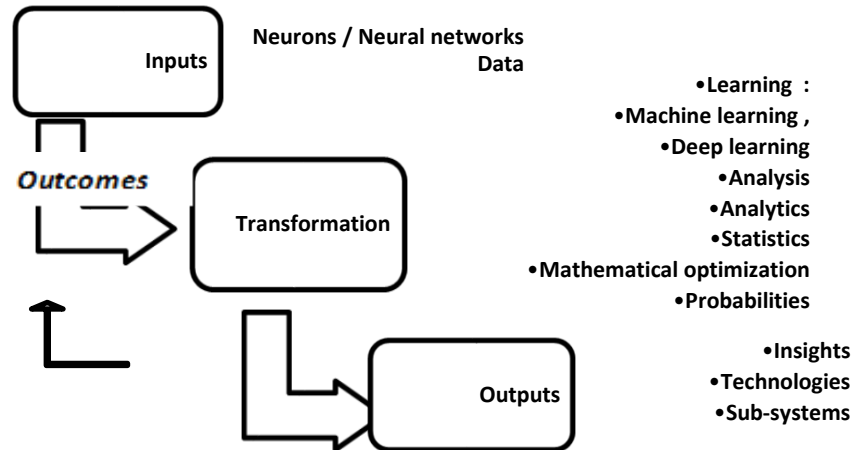 Inputs
Neurons / Neural networks
Data
•Learning :
•Machine learning ,
•Deep learning
•Analysis
•Analytics
•Statistics
•Mathematical optimization
•Probabilities
Outcomes
Transformation
•Insights
•Technologies
•Sub-systems
Outputs